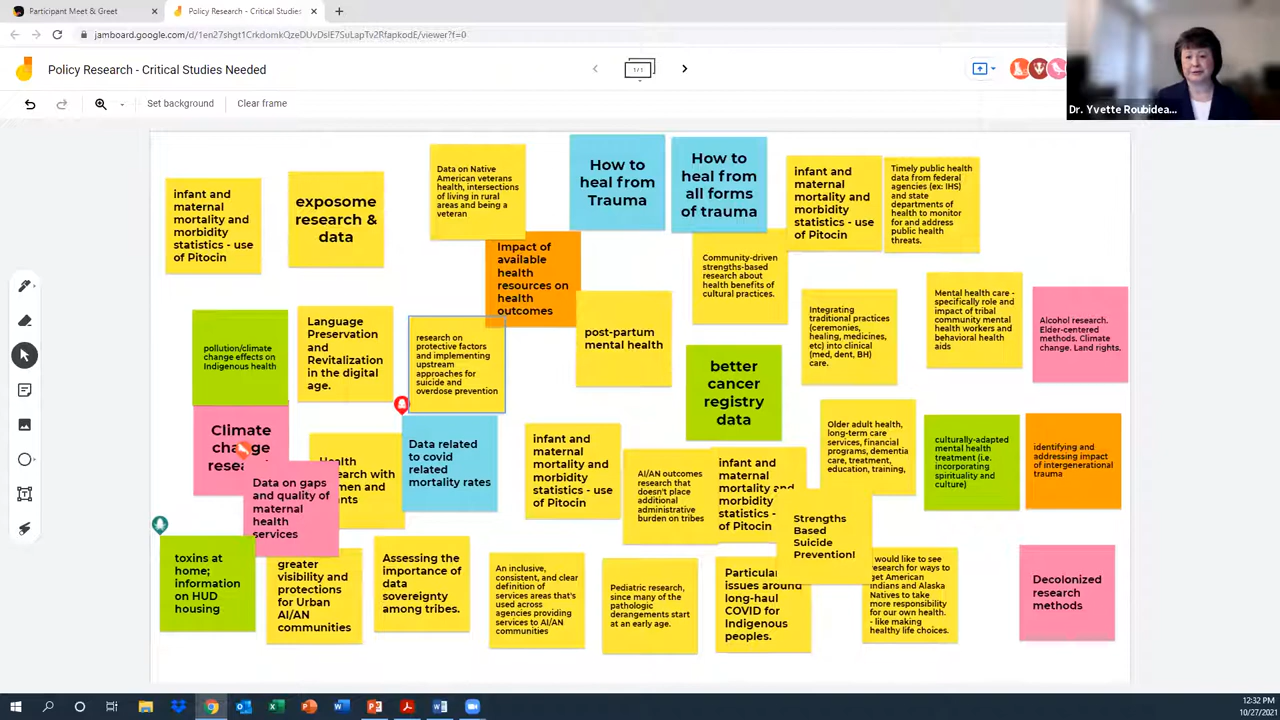 Participant Meet & Greet
Policy Research - Critical Studies
jamboard.google.com/d/1en27shgt1CrkdomkQzeDUvDslE7SuLapTv2RfapkodE/viewer?f=0
Policy Research - Critical Studies Needed
1/1
Set background
Clear frame
Dr. Yvette Roubidea...
infant and
maternal
mortality and
morbidity
statistics - use
of Pitocin
exposome
research &
data
Data on Native
American veterans
health, intersections
of living in rural
areas and being a
veteran
How to
heal from
Trauma
How to
heal from
all forms
of trauma
infant and
maternal
mortality and
morbidity
statistics - use
of Pitocin
Timely public health
data from federal
agencies (ex: IHS)
and state
departments of
health to monitor
for and address
public health
threats.
Impact of
available
health
resources on
health
outcomes
Community-driven
strengths-based
research about
health benefits of
cultural practices.
post-partum
mental health
Integrating
traditional practices
(ceremonies,
healing, medicines,
etc) into clinical
(med, dent, BH)
care.
Mental health care -
specifically role and
impact of tribal
community mental
health workers and
behavioral health
aids
Alcohol research.
Elder-centered
methods. Climate
change. Land rights.
pollution/climate
change effects on
Indigenous health
Language
Preservation
and
Revitalization
in the digital
age.
research on
protective factors
and implementing
upstream
approaches for
suicide and
overdose prevention
better
cancer
registry
data
Climate
change
Data on gaps
and quality of
maternal
health
services
Health
research with
and
Data related
to covid
related
mortality rates
infant and
maternal
mortality and
morbidity
statistics - use
of Pitocin
AI/AN outcomes
research that
doesn't place
additional
administrative
burden on tribes
infant and
maternal
mortality and
morbidity
statistics - use
of Pitocin
Strengths
Based
Suicide
Prevention!
Older adult health,
long-term care
services, financial
programs, dementia
care, treatment,
education, training,
culturally-adapted
mental health
treatment (i.e.
incorporating
spirituality and
culture)
identifying and
addressing impact of
intergenerational
trauma
toxins at
home;
information
on HUD
housing
greater
visibility and
protections
for Urban
AI/AN
communities
Assessing the
importance of
data
sovereignty
among tribes.
An inclusive,
consistent, and clear
definition of
services areas that's
used across
agencies providing
services to AI/AN
communities
Pediatric research,
since many of the
pathologic
derangements start
at an early age.
Particular
issues around
long-haul
COVID for
Indigenous
peoples.
would like to see
research for ways to
get American
Indians and Alaska
Natives to take
more responsibility
for our own health.
- like making
healthy life choices.
Decolonized
research
methods
12:32 PM
10/27/2021